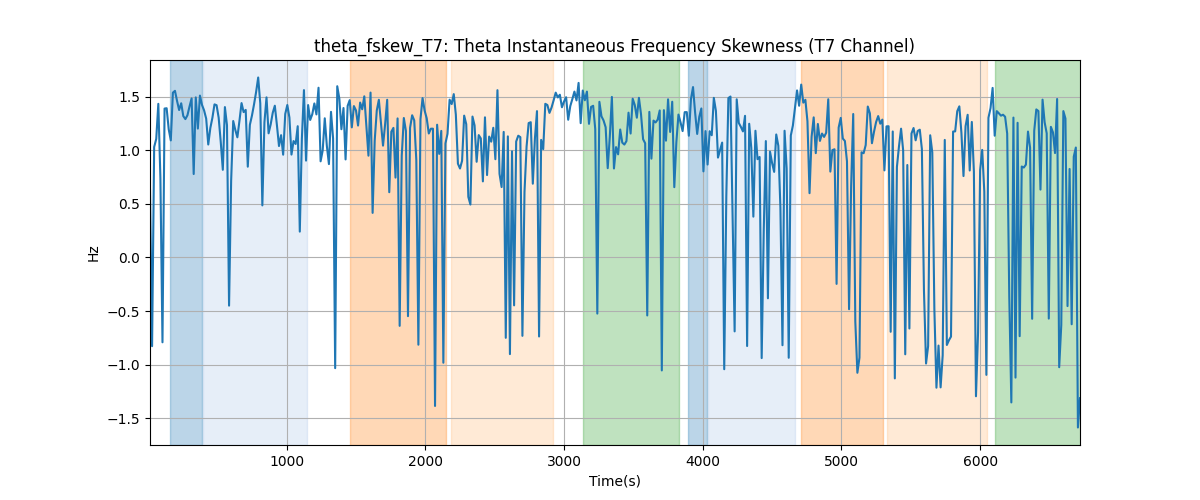 theta_fskew_T7: Theta Instantaneous Frequency Skewness (T7 Channel)
Hz
1.5
1.0
0.5
0.0
−0.5
−1.0
−1.5
1000 2000 3000 4000 5000 6000
Time(s)